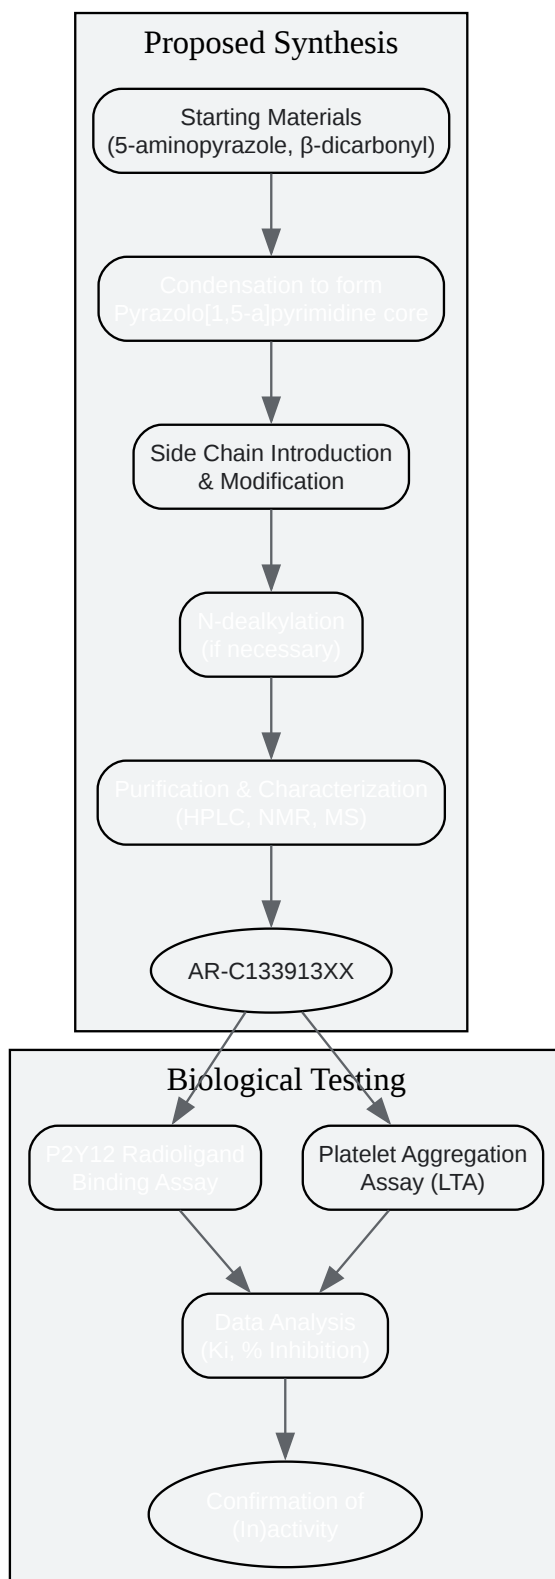 Proposed Synthesis
Starting Materials
(5-aminopyrazole, β-dicarbonyl)
Condensation to form
Pyrazolo[1,5-a]pyrimidine core
Side Chain Introduction
& Modification
N-dealkylation
(if necessary)
Purification & Characterization
(HPLC, NMR, MS)
AR-C133913XX
Biological Testing
P2Y12 Radioligand
Binding Assay
Platelet Aggregation
Assay (LTA)
Data Analysis
(Ki, % Inhibition)
Confirmation of
(In)activity